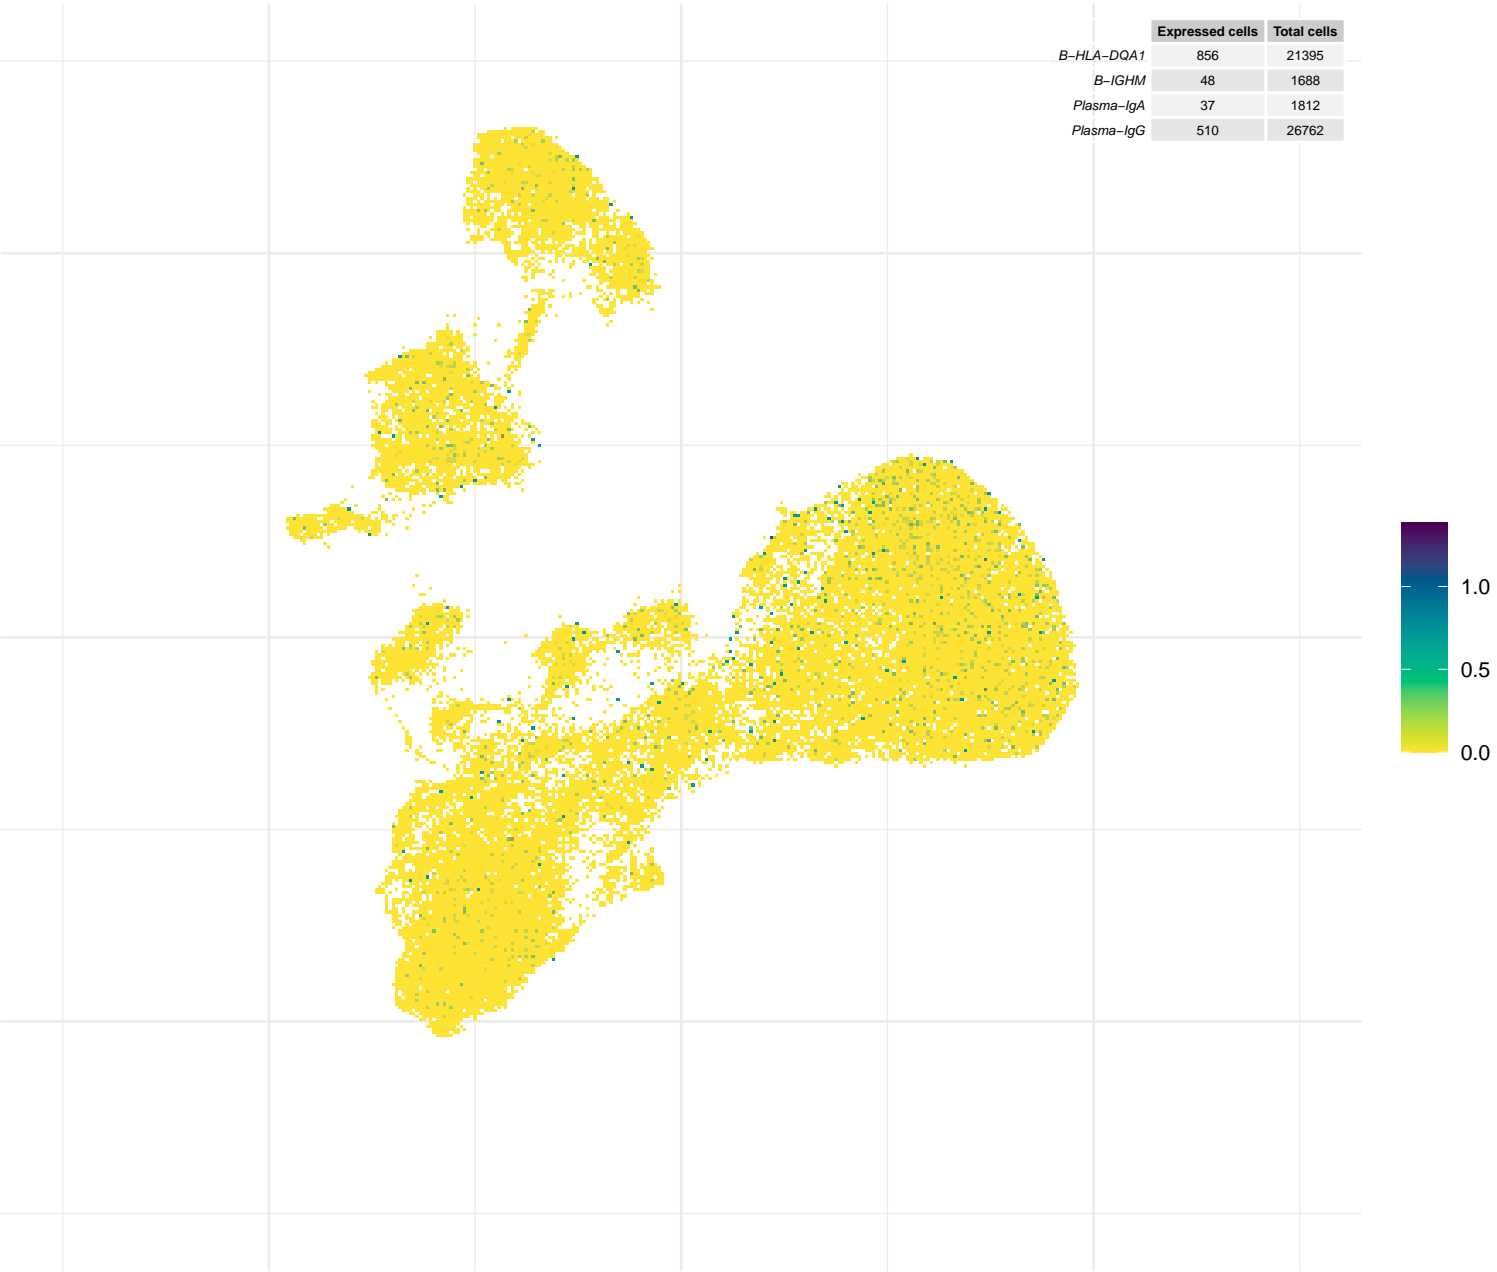 Expressed cells Total cells
B−HLA−DQA1 856 21395
B−IGHM 48 1688
Plasma−IgA 37 1812
Plasma−IgG 510 26762
1.0
0.5
0.0